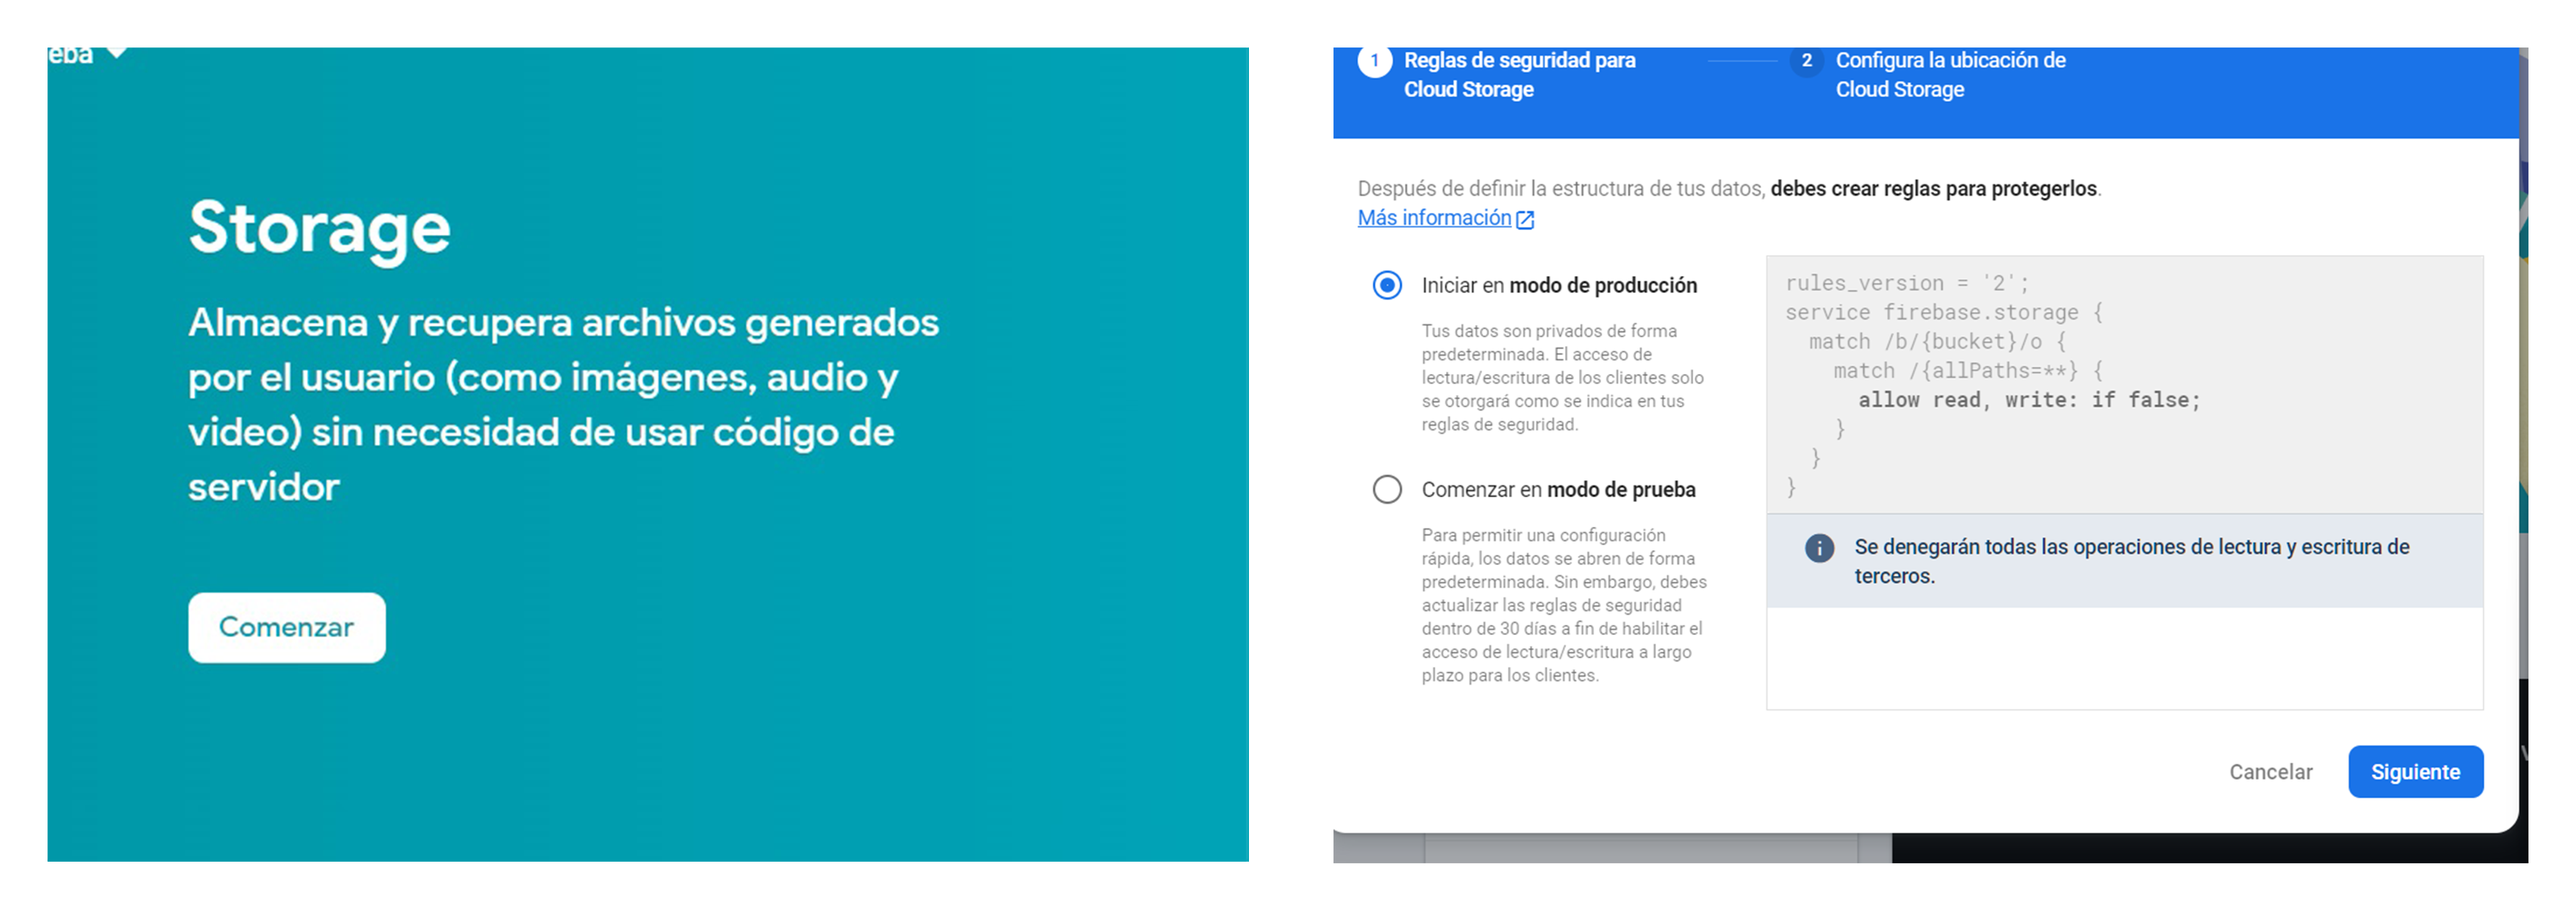 eba
Storage
Almacena y recupera archivos generados
por el usuario (como imágenes, audio y
video) sin necesidad de usar código de
servidor
Comenzar
1 Reglas de seguridad para
Cloud Storage
2 Configura la ubicación de
Cloud Storage
Después de definir la estructura de tus datos, debes crear reglas para protegerlos.
Más información
Iniciar en modo de producción
Tus datos son privados de forma
predeterminada. El acceso de
lectura/escritura de los clientes solo
se otorgará como se indica en tus
reglas de seguridad.
Comenzar en modo de prueba
Para permitir una configuración
rápida, los datos se abren de forma
predeterminada. Sin embargo, debes
actualizar las reglas de seguridad
dentro de 30 días a fin de habilitar el
acceso de lectura/escritura a largo
plazo para los clientes.
rules_version = '2';
service firebase.storage {
match /b/{bucket}/o {
match /{allPaths=**} {
allow read, write: if false;
}
}
}
Se denegarán todas las operaciones de lectura y escritura de
terceros.
Cancelar
Siguiente